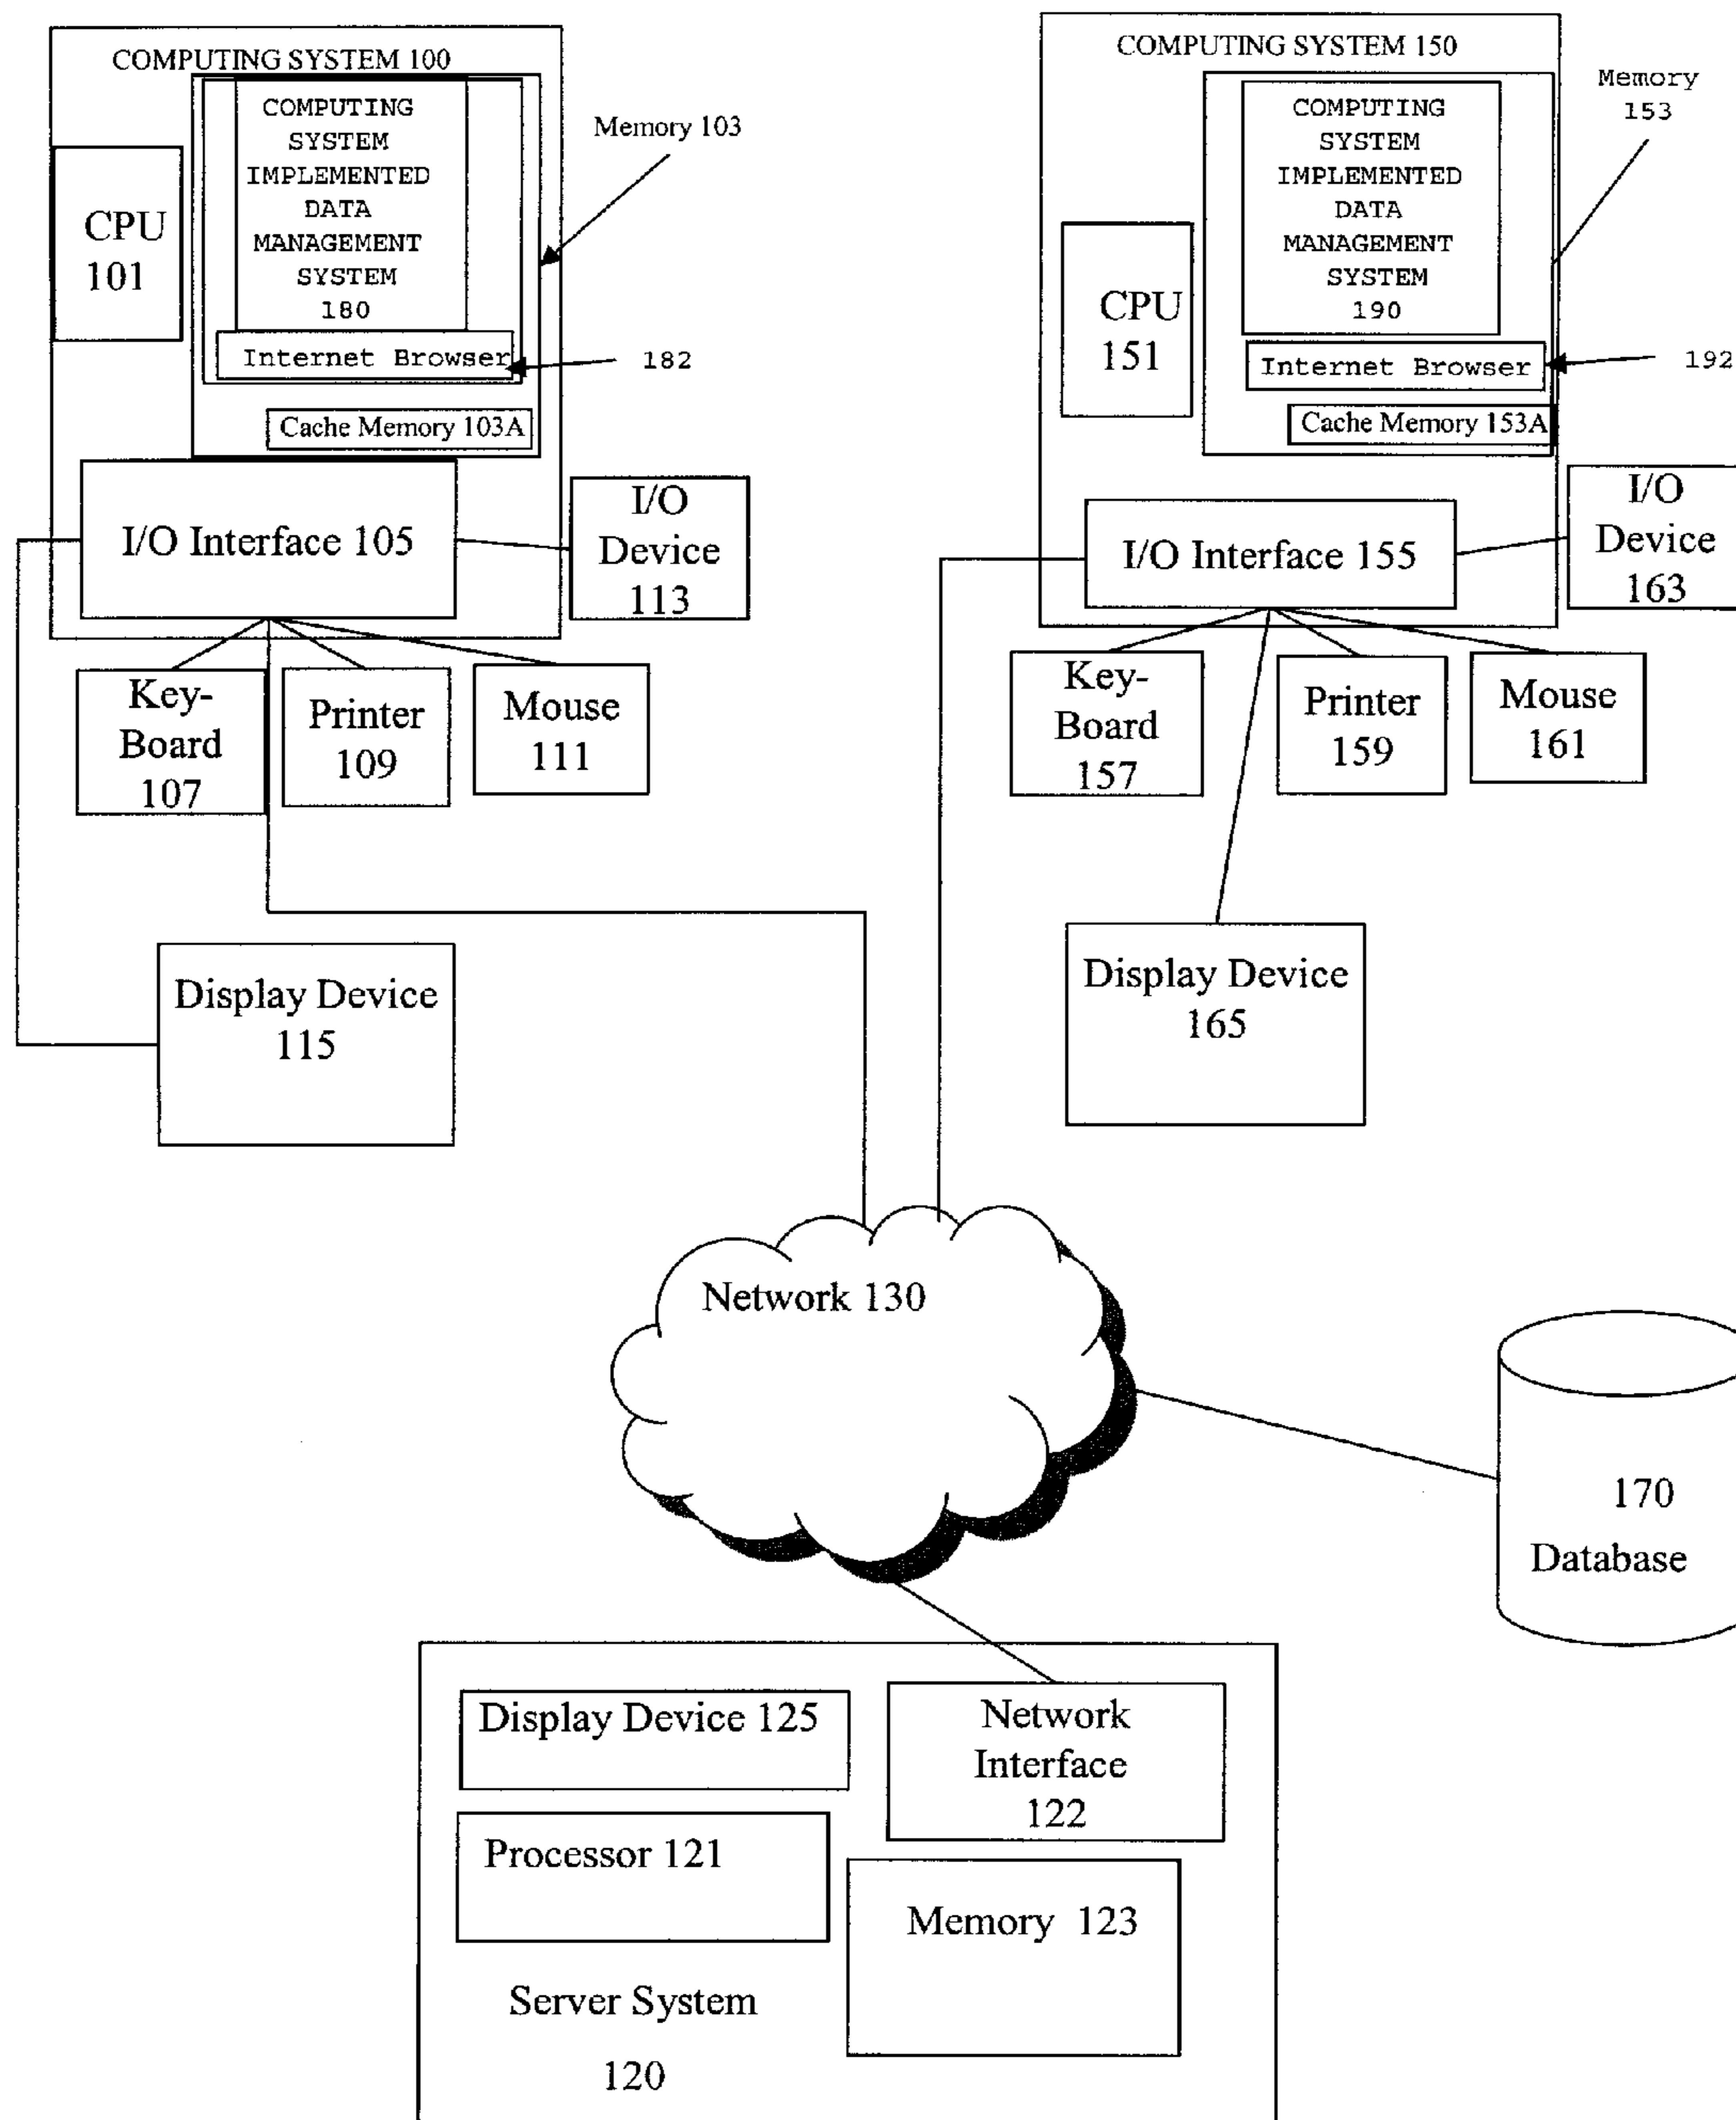 COMPUTING SYSTEM 100
COMPUTING
SYSTEM
IMPLEMENTED
DATA
MANAGEMENT
SYSTEM
180
Internet Browser
182
Cache Memory 103A
Memory 103
CPU
101
I/O Interface 105
I/O
Device
113
Key-
Board
107
Printer
109
Mouse
111
Display Device
115
COMPUTING SYSTEM 150
COMPUTING
SYSTEM
IMPLEMENTED
DATA
MANAGEMENT
SYSTEM
190
Internet Browser
192
Cache Memory 153A
Memory
153
CPU
151
I/O Interface 155
I/O
Device
163
Key-
Board
157
Printer
159
Mouse
161
Display Device
165
Network 130
170
Database
Display Device 125
Network
Interface
122
Processor 121
Memory 123
Server System
120